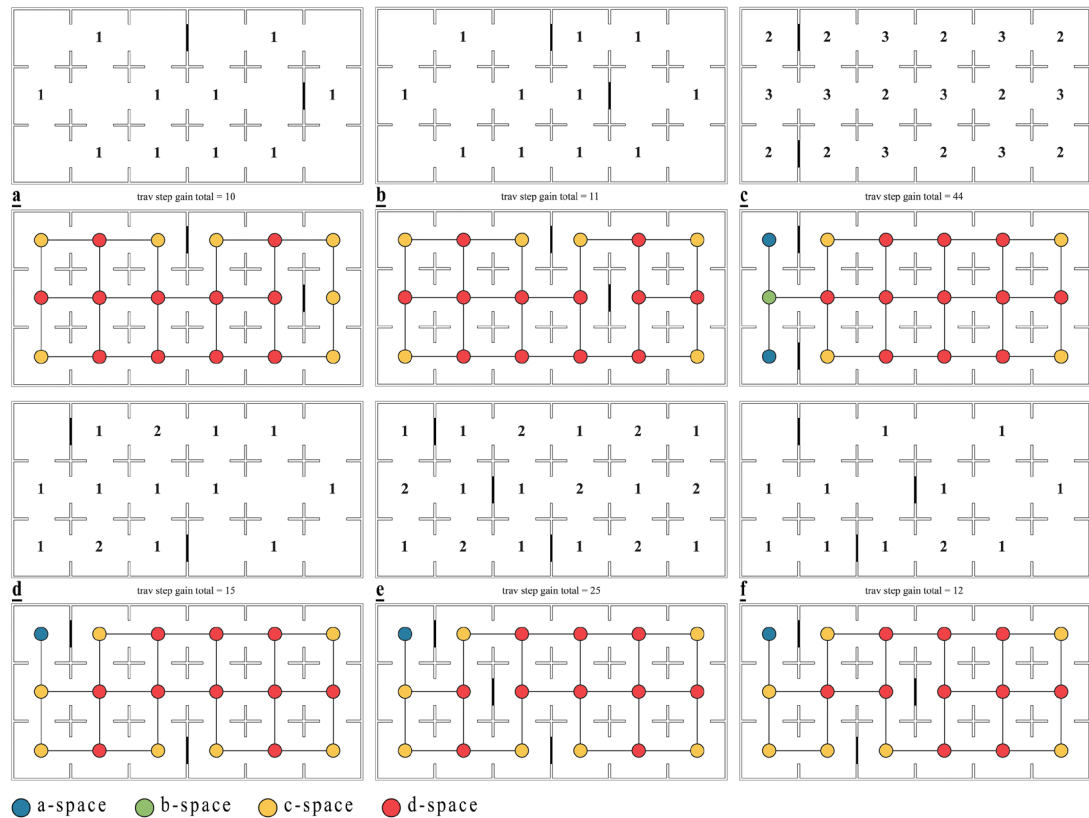 1 1 1 1 1 2 2 3 2 3 2
1 1 1 1 1 1 1 1 3 3 2 3 2 3
1 1 1 1 1 1 1 1 2 2 3 2 3 2
a trav step gain total = 10 b trav step gain total = 11 c trav step gain total = 44
1 2 1 1 1 1 2 1 2 1 1 1
1 1 1 1 1 2 1 1 2 1 2 1 1 1 1
1 2 1 1 1 2 1 1 2 1 1 1 1 2 1
d trav step gain total = 15 e trav step gain total = 25 f trav step gain total = 12
a-space b-space c-space d-space